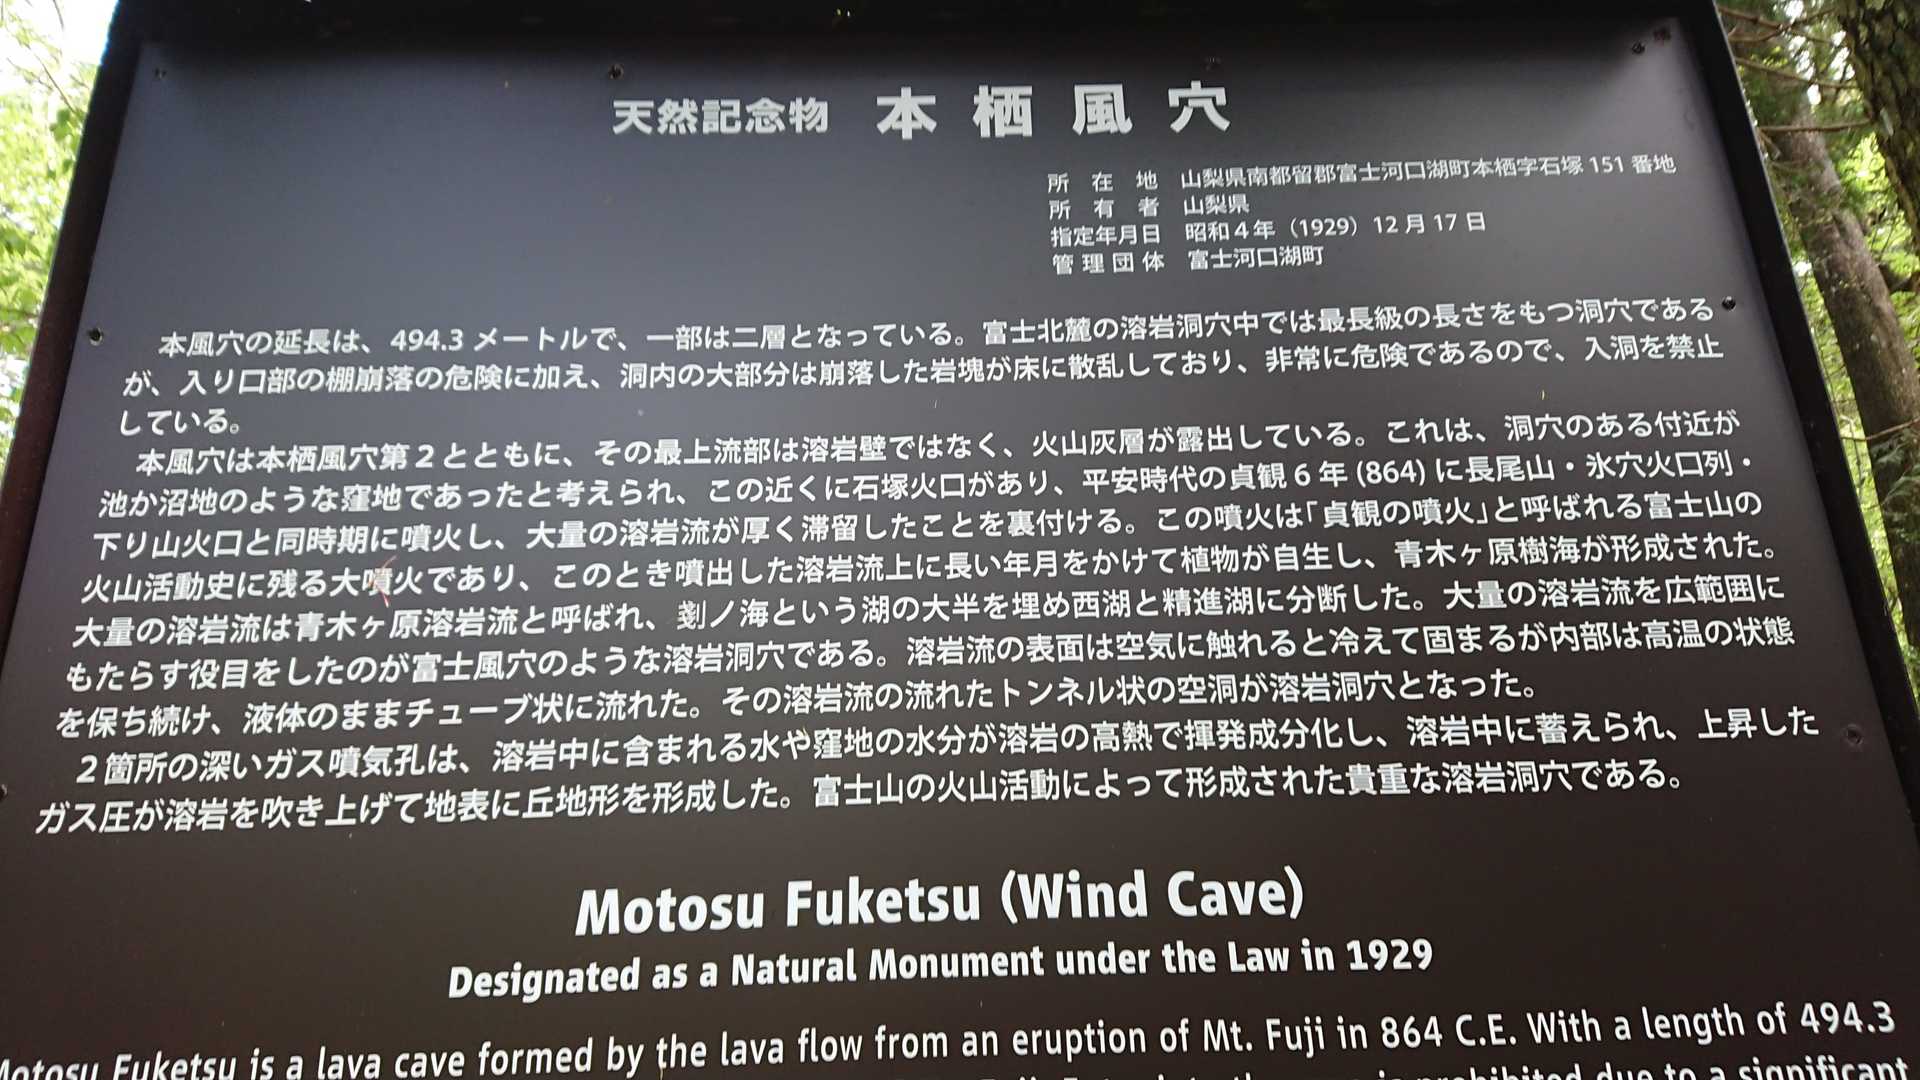 天然記念物 本栖風穴
所在地 山梨県南都留郡富士河口湖町本栖字石塚 151 番地
所有者 山梨県
指定年月日 昭和4年（1929）12月17日
管理団体 富士河口湖町
本風穴の延長は、494.3メートルで、一部は二層となっている。富士北麓の溶岩洞穴中では最長級の長さをもつ洞穴である
が、入り口部の棚崩落の危険に加え、洞内の大部分は崩落した岩塊が床に散乱しており、非常に危険であるので、入洞を禁止
している。
本風穴は本栖風穴第2とともに、その最上流部は溶岩壁ではなく、火山灰層が露出している。これは、洞穴のある付近が
池か沼地のような窪地であったと考えられ、この近くに石塚火口があり、平安時代の貞観6年(864)に長尾山・氷穴火口列・
下り山火口と同時期に噴火し、大量の溶岩流が厚く滞留したことを裏付ける。この噴火は「貞観の噴火」と呼ばれる富士山の
火山活動史に残る大噴火であり、このとき噴出した溶岩流上に長い年月をかけて植物が自生し、青木ヶ原樹海が形成された。
大量の溶岩流は青木ヶ原溶岩流と呼ばれ、剗ノ海という湖の大半を埋め西湖と精進湖に分断した。大量の溶岩流を広範囲に
もたらす役目をしたのが富士風穴のような溶岩洞穴である。溶岩流の表面は空気に触れると冷えて固まるが内部は高温の状態
を保ち続け、液体のままチューブ状に流れた。その溶岩流の流れたトンネル状の空洞が溶岩洞穴となった。
2箇所の深いガス噴気孔は、溶岩中に含まれる水や窪地の水分が溶岩の高熱で揮発成分化し、溶岩中に蓄えられ、上昇した
ガス圧が溶岩を吹き上げて地表に丘地形を形成した。富士山の火山活動によって形成された貴重な溶岩洞穴である。
Motosu Fuketsu (Wind Cave)
Designated as a Natural Monument under the Law in 1929
Motosu Fuketsu is a lava cave formed by the lava flow from an eruption of Mt. Fuji in 864 C.E. With a length of 494.3
prohibited due to a significant